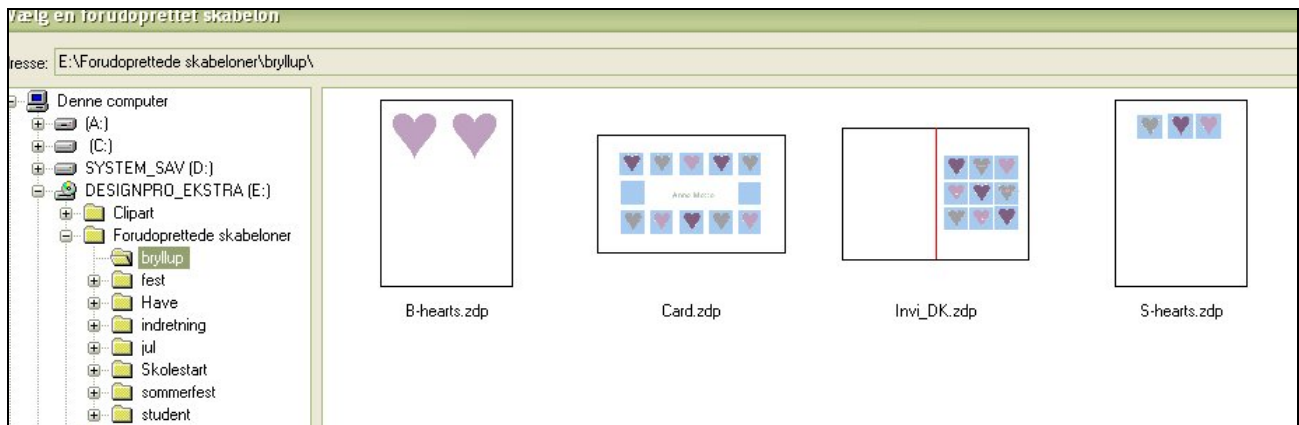 Vælg en forudoprettet skabelon
resse: E:\Forudoprettede skabeloner\bryllup\
Denne computer
(A:)
(C:)
SYSTEM_SAV (D:)
DESIGNPRO_EKSTRA (E:)
Clipart
Forudoprettede skabeloner
bryllup
fest
Have
indretning
jul
Skolestart
sommerfest
student
Anne Mette
B-hearts.zdp
Card.zdp
Invi_DK.zdp
S-hearts.zdp